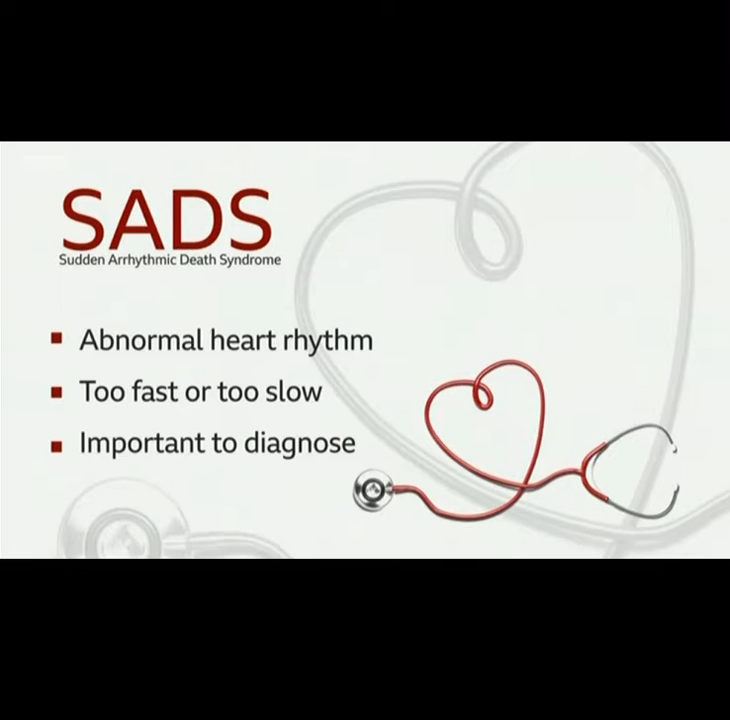 SADS
Sudden Arrhythmic Death Syndrome
Abnormal heart rhythm
Too fast or too slow
Important to diagnose